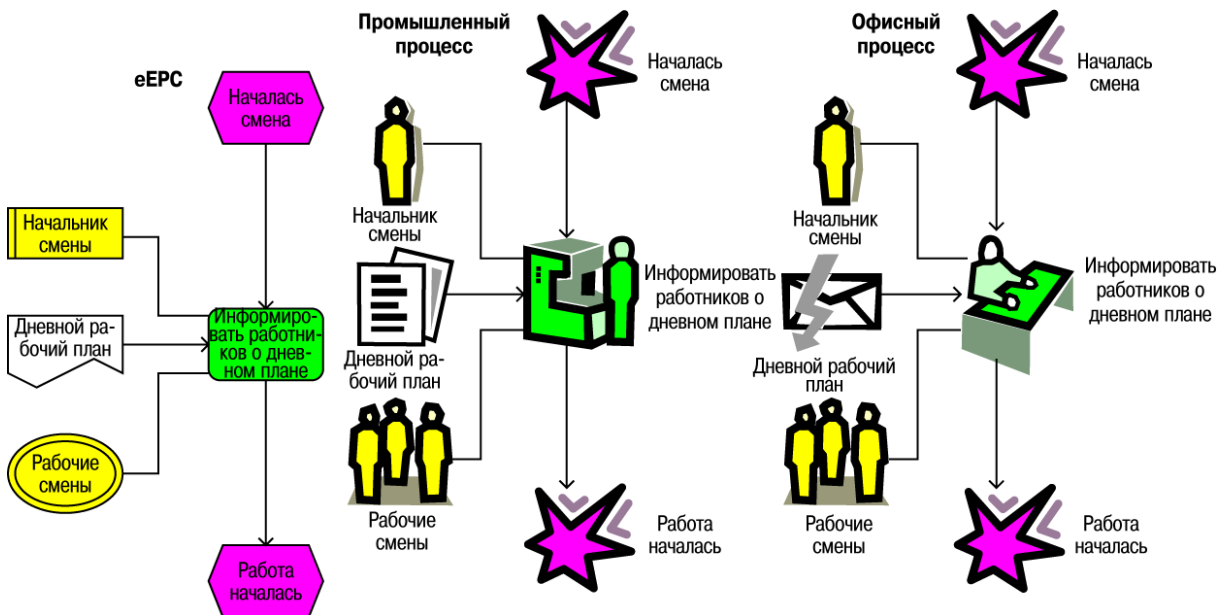 eEPC
Началась
смена
Начальник
смены
Дневной ра-
бочий план
Информиро-
вать работни-
ков о днев-
ном плане
Рабочие
смены
Работа
началась
Промышленный
процесс
Началась
смена
Начальник
смены
Информировать
работников о
дневном плане
Дневной ра-
бочий план
Рабочие
смены
Работа
началась
Офисный
процесс
Началась
смена
Начальник
смены
Информировать
работников о
дневном плане
Дневной рабочий
план
Рабочие
смены
Работа
началась